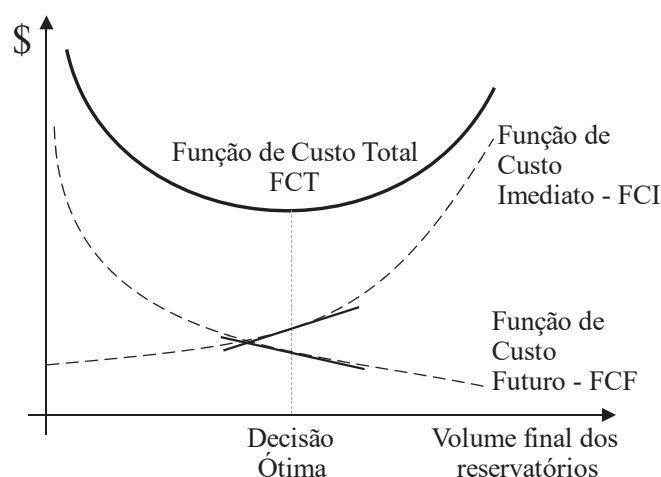 $
Função de Custo Total
FCT
Função de
Custo
Imediato - FCI
Função de
Custo
Futuro - FCF
Decisão
Ótima
Volume final dos
reservatórios